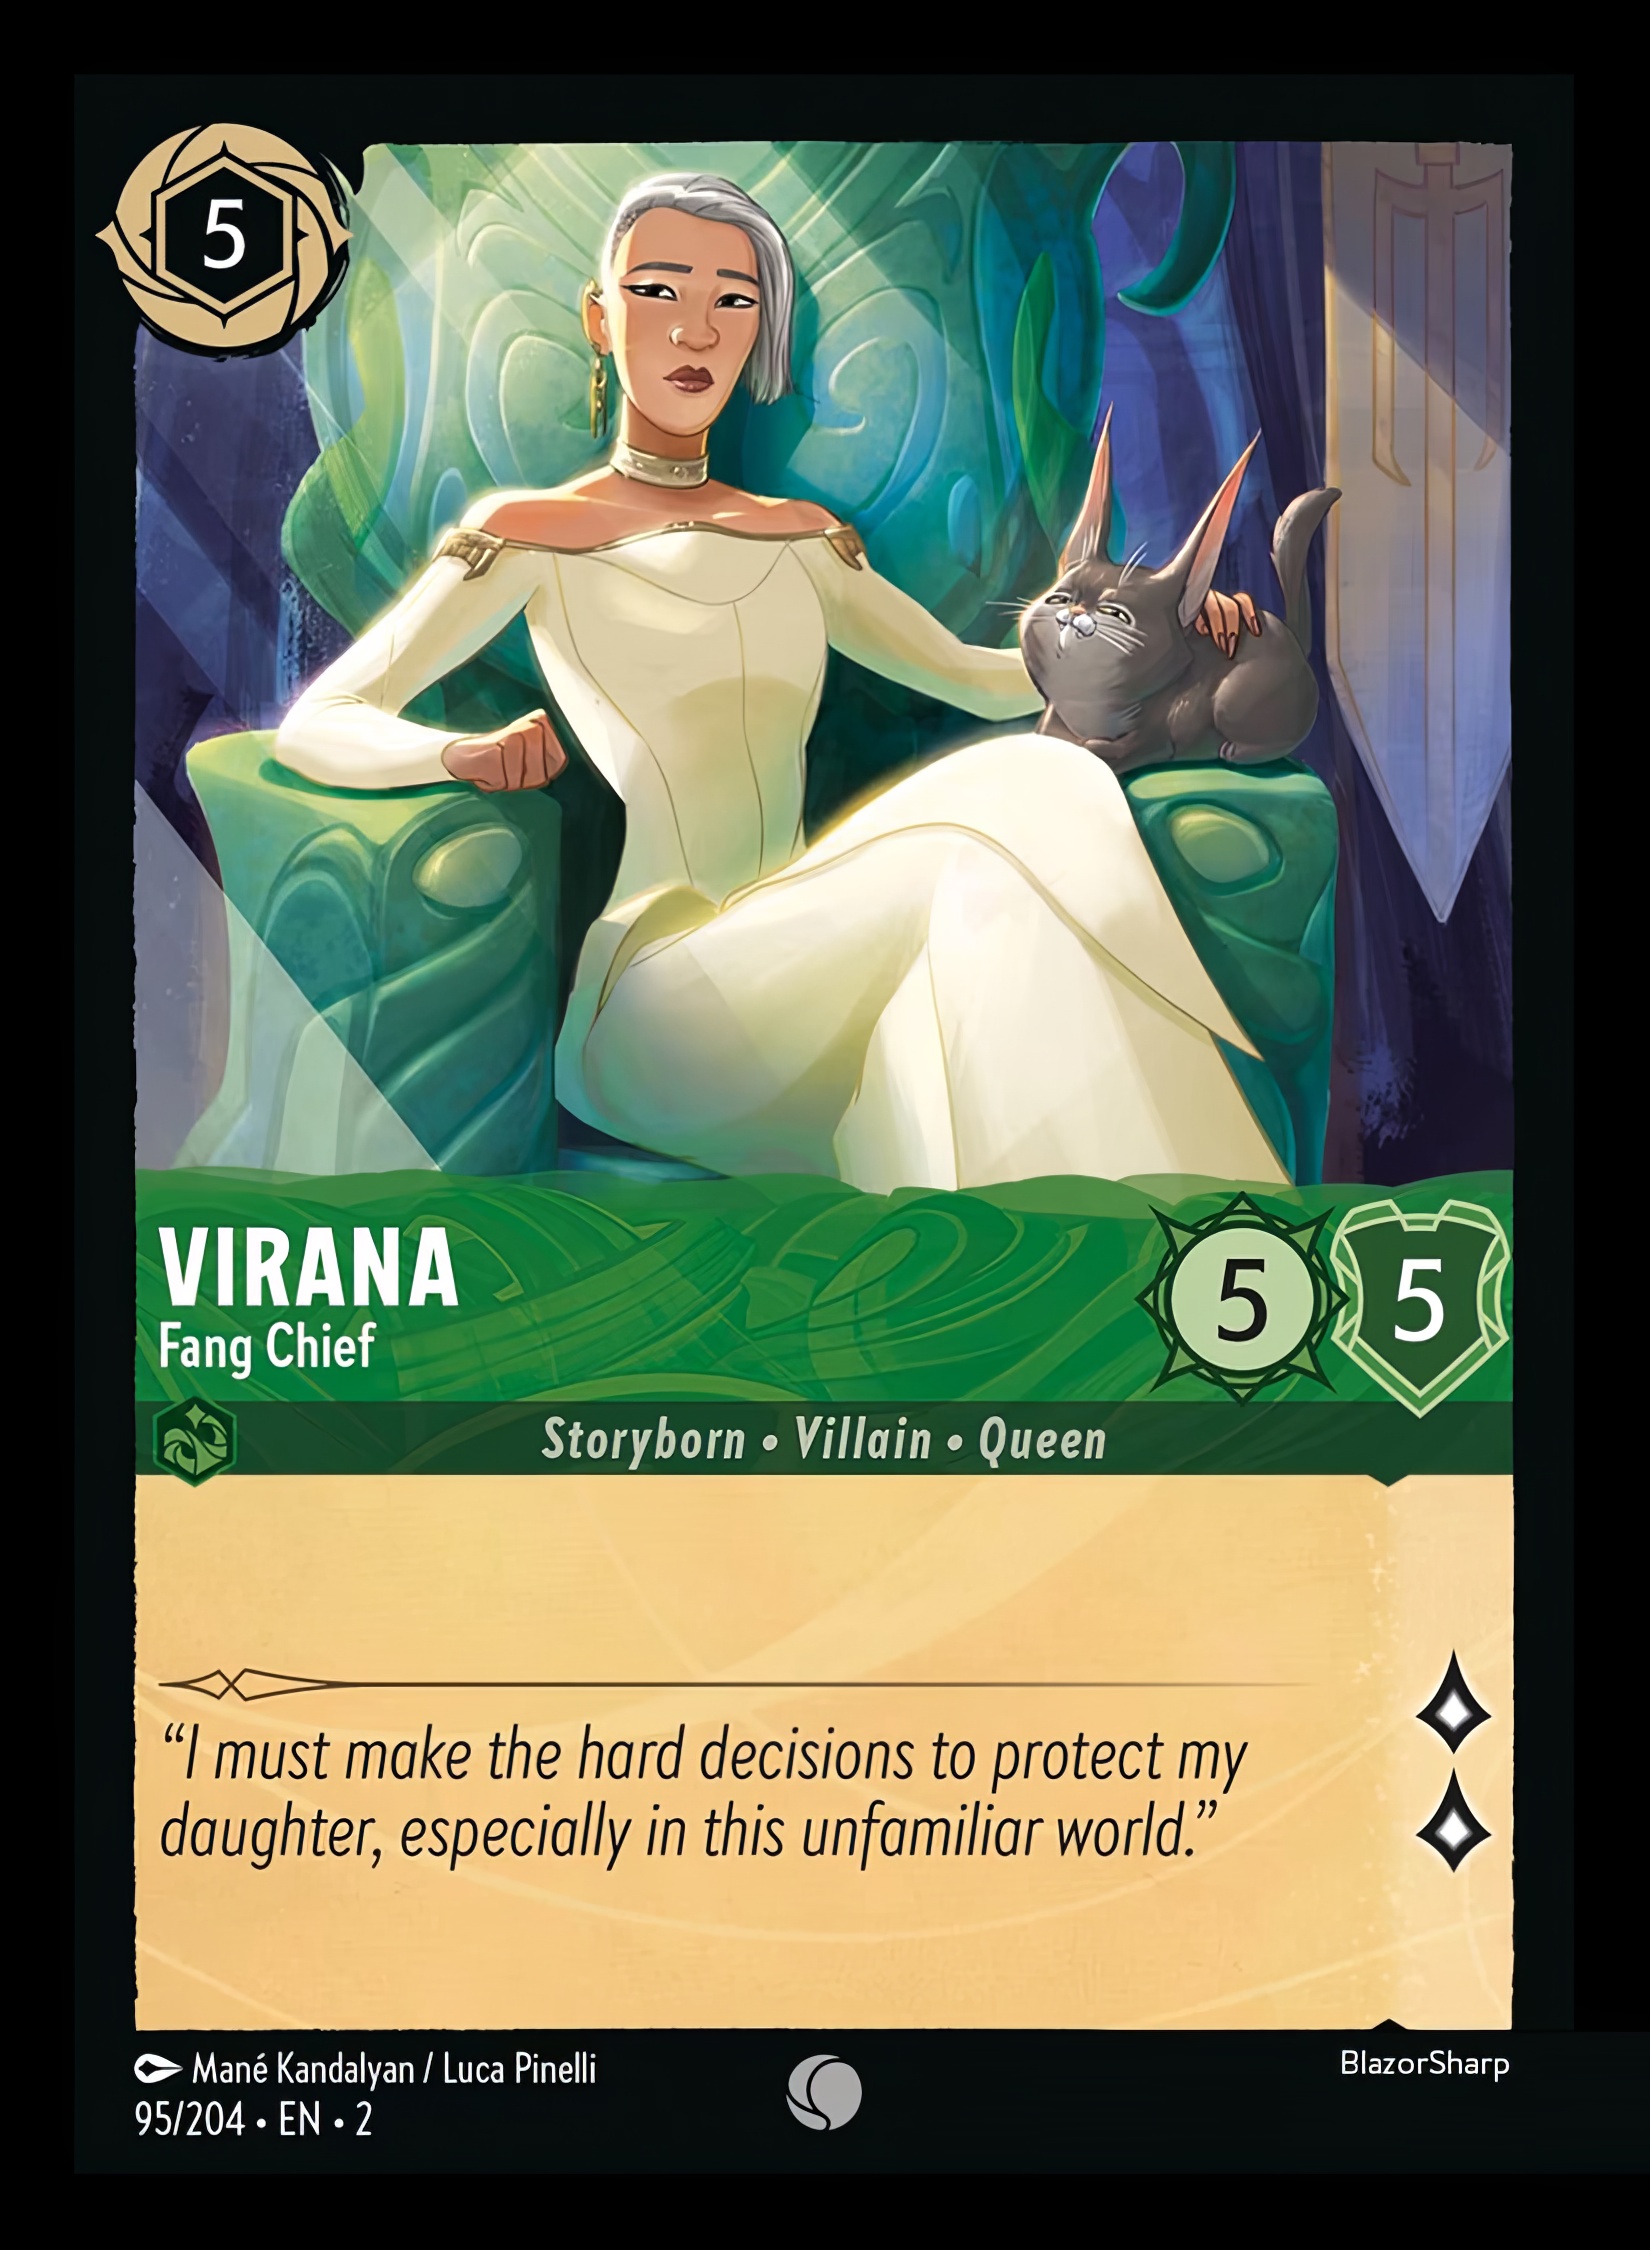 5
VIRANA
Fang Chief
5 5
Storyborn • Villain • Queen
“I must make the hard decisions to protect my
daughter, especially in this unfamiliar world.”
Mané Kandalyan / Luca Pinelli
BlazorSharp
95/204 • EN • 2